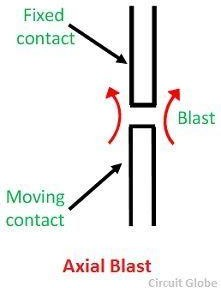 Fixed
contact
Blast
Moving
contact
Axial Blast
Circuit Globe